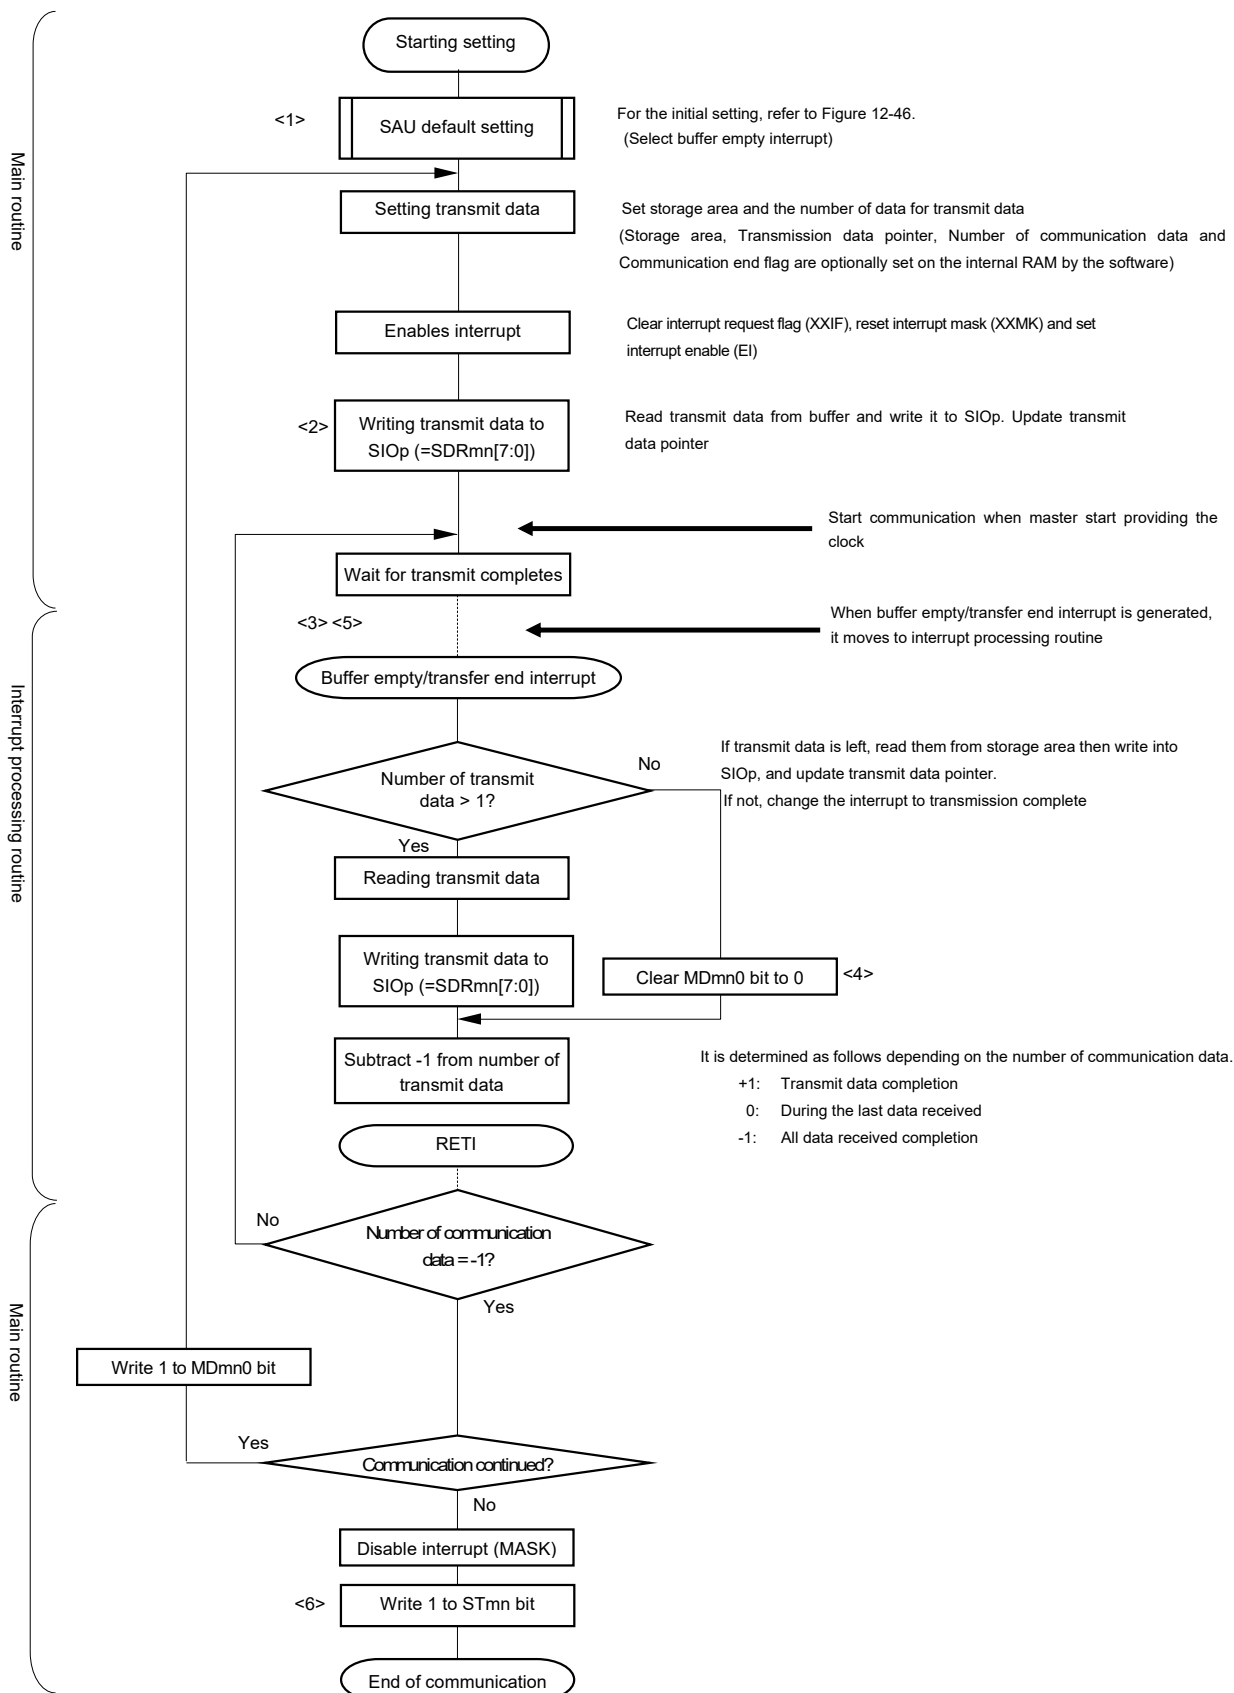 Starting setting
<1>
SAU default setting
For the initial setting, refer to Figure 12-46.
(Select buffer empty interrupt)
Main routine
Setting transmit data
Set storage area and the number of data for transmit data
(Storage area, Transmission data pointer, Number of communication data and
Communication end flag are optionally set on the internal RAM by the software)
Enables interrupt
Clear interrupt request flag (XXIF), reset interrupt mask (XXMK) and set
interrupt enable (EI)
<2>
Writing transmit data to
SIOp (=SDRmn[7:0])
Read transmit data from buffer and write it to SIOp. Update transmit
data pointer
Start communication when master start providing the
clock
Wait for transmit completes
<3> <5>
When buffer empty/transfer end interrupt is generated,
it moves to interrupt processing routine
Buffer empty/transfer end interrupt
Interrupt processing routine
Number of transmit
data > 1?
No
If transmit data is left, read them from storage area then write into
SIOp, and update transmit data pointer.
If not, change the interrupt to transmission complete
Yes
Reading transmit data
Writing transmit data to
SIOp (=SDRmn[7:0])
Clear MDmn0 bit to 0
<4>
Subtract -1 from number of
transmit data
It is determined as follows depending on the number of communication data.
+1: Transmit data completion
0: During the last data received
-1: All data received completion
RETI
No
Number of communication
data = -1?
Yes
Main routine
Write 1 to MDmn0 bit
Yes
Communication continued?
No
Disable interrupt (MASK)
<6>
Write 1 to STmn bit
End of communication